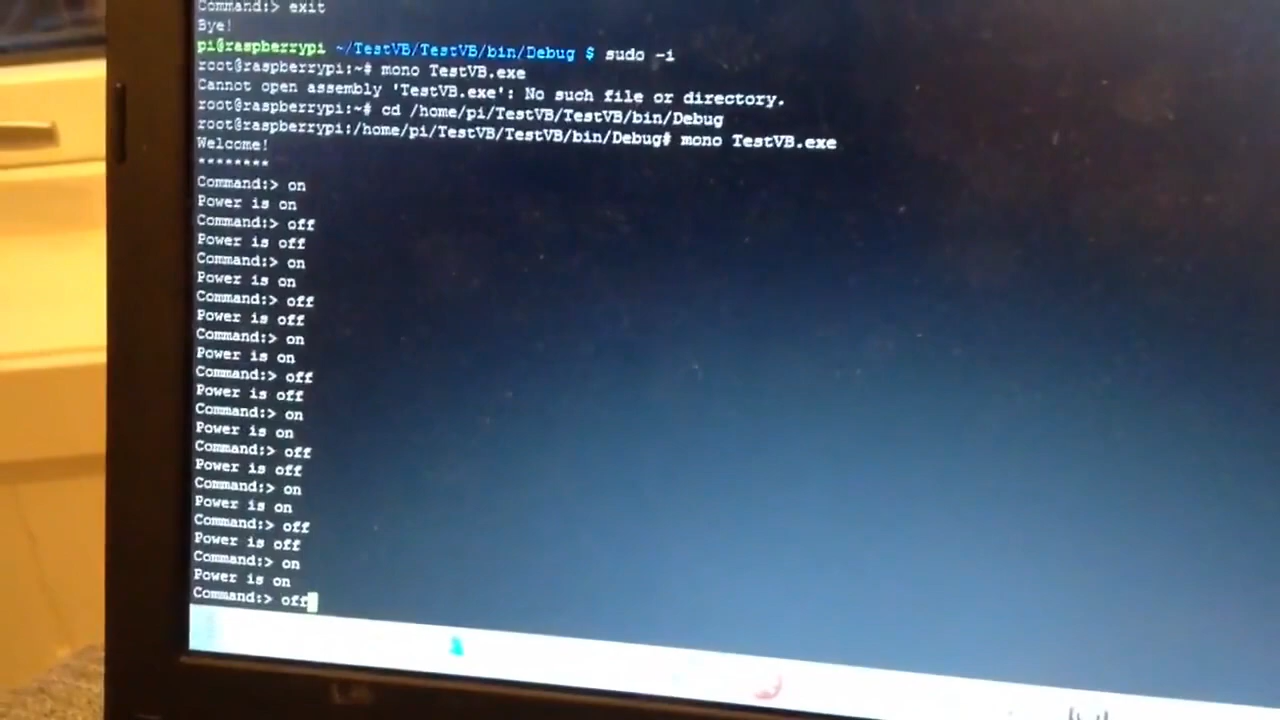 Command:> exit
Bye!
pi@raspberrypi ~/TestVB/TestVB/bin/Debug $ sudo -i
root@raspberrypi:~# mono TestVB.exe
Cannot open assembly 'TestVB.exe': No such file or directory.
root@raspberrypi:~# cd /home/pi/TestVB/TestVB/bin/Debug
root@raspberrypi:/home/pi/TestVB/TestVB/bin/Debug# mono TestVB.exe
Welcome!
********
Command:> on
Power is on
Command:> off
Power is off
Command:> on
Power is on
Command:> off
Power is off
Command:> on
Power is on
Command:> off
Power is off
Command:> on
Power is on
Command:> off
Power is off
Command:> on
Power is on
Command:> off
Power is off
Command:> on
Power is on
Command:> off